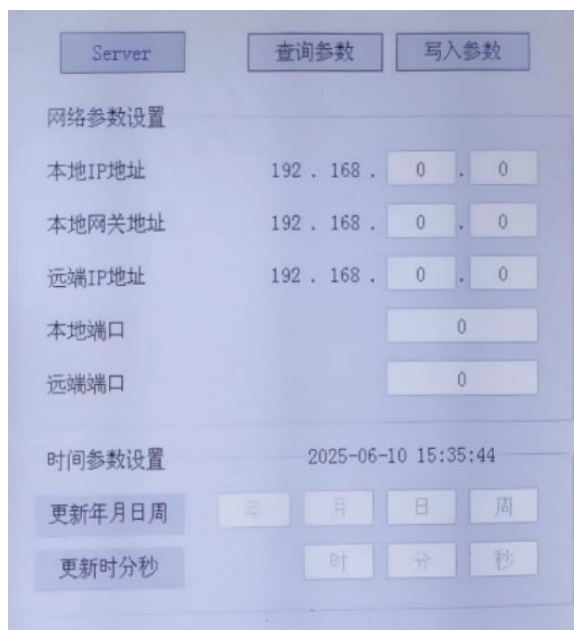 Server 查询参数 写入参数
网络参数设置
本地IP地址 192 . 168 . 0 . 0
本地网关地址 192 . 168 . 0 . 0
远端IP地址 192 . 168 . 0 . 0
本地端口 0
远端端口 0
时间参数设置 2025-06-10 15:35:44
更新年月日周 年 月 日 周
更新时分秒 时 分 秒